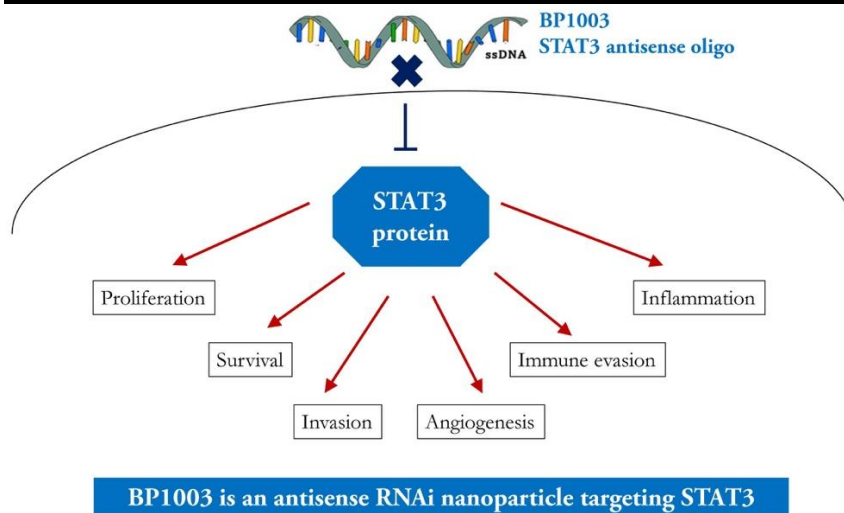 BP1003
STAT3 antisense oligo
ssDNA
STAT3
protein
Proliferation
Inflammation
Survival
Immune evasion
Invasion
Angiogenesis
BP1003 is an antisense RNAi nanoparticle targeting STAT3